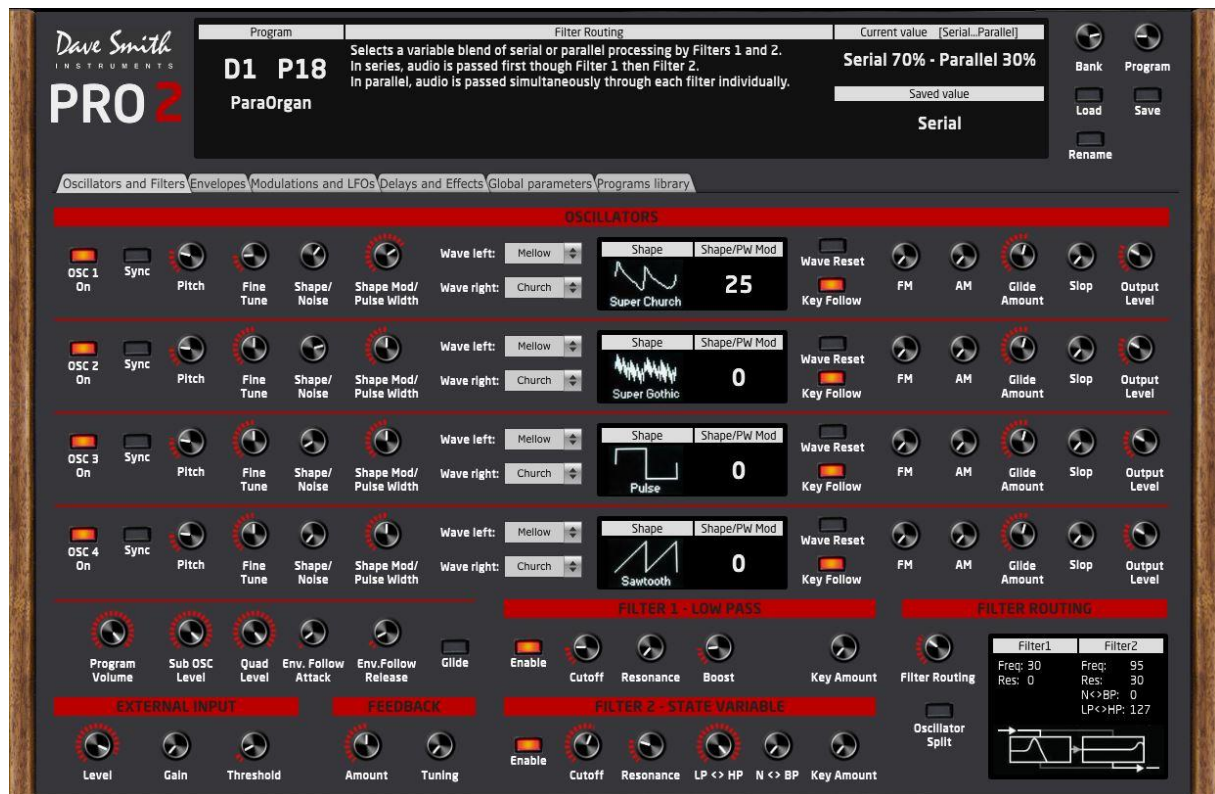 Dave Smith
INSTRUMENTS
PRO 2
Program
D1 P18
ParaOrgan
Filter Routing
Selects a variable blend of serial or parallel processing by Filters 1 and 2.
In series, audio is passed first though Filter 1 then Filter 2.
In parallel, audio is passed simultaneously through each filter individually.
Current value [Serial...Parallel]
Serial 70% - Parallel 30%
Saved value
Serial
Bank Program
Load Save
Rename
Oscillators and Filters Envelopes Modulations and LFOs Delays and Effects Global parameters Programs library
OSCILLATORS
OSC 1 On Sync Pitch Fine Tune Shape/ Noise Shape Mod/ Pulse Width
Wave left: Mellow
Wave right: Church
Shape Shape/PW Mod
Super Church 25
Wave Reset
Key Follow
FM AM Glide Amount Slop Output Level
OSC 2 On Sync Pitch Fine Tune Shape/ Noise Shape Mod/ Pulse Width
Wave left: Mellow
Wave right: Church
Shape Shape/PW Mod
Super Gothic 0
Wave Reset
Key Follow
FM AM Glide Amount Slop Output Level
OSC 3 On Sync Pitch Fine Tune Shape/ Noise Shape Mod/ Pulse Width
Wave left: Mellow
Wave right: Church
Shape Shape/PW Mod
Pulse 0
Wave Reset
Key Follow
FM AM Glide Amount Slop Output Level
OSC 4 On Sync Pitch Fine Tune Shape/ Noise Shape Mod/ Pulse Width
Wave left: Mellow
Wave right: Church
Shape Shape/PW Mod
Sawtooth 0
Wave Reset
Key Follow
FM AM Glide Amount Slop Output Level
Program Volume Sub OSC Level Quad Level Env. Follow Attack Env.Follow Release Glide
FILTER 1 - LOW PASS
Enable Cutoff Resonance Boost Key Amount
FILTER ROUTING
Filter Routing
Oscillator Split
Filter1 Filter2
Freq: 30 Freq: 95
Res: 0 Res: 30
N<>BP: 0
LP<>HP: 127
EXTERNAL INPUT
Level Gain Threshold
FEEDBACK
Amount Tuning
FILTER 2 - STATE VARIABLE
Enable Cutoff Resonance LP <> HP N <> BP Key Amount